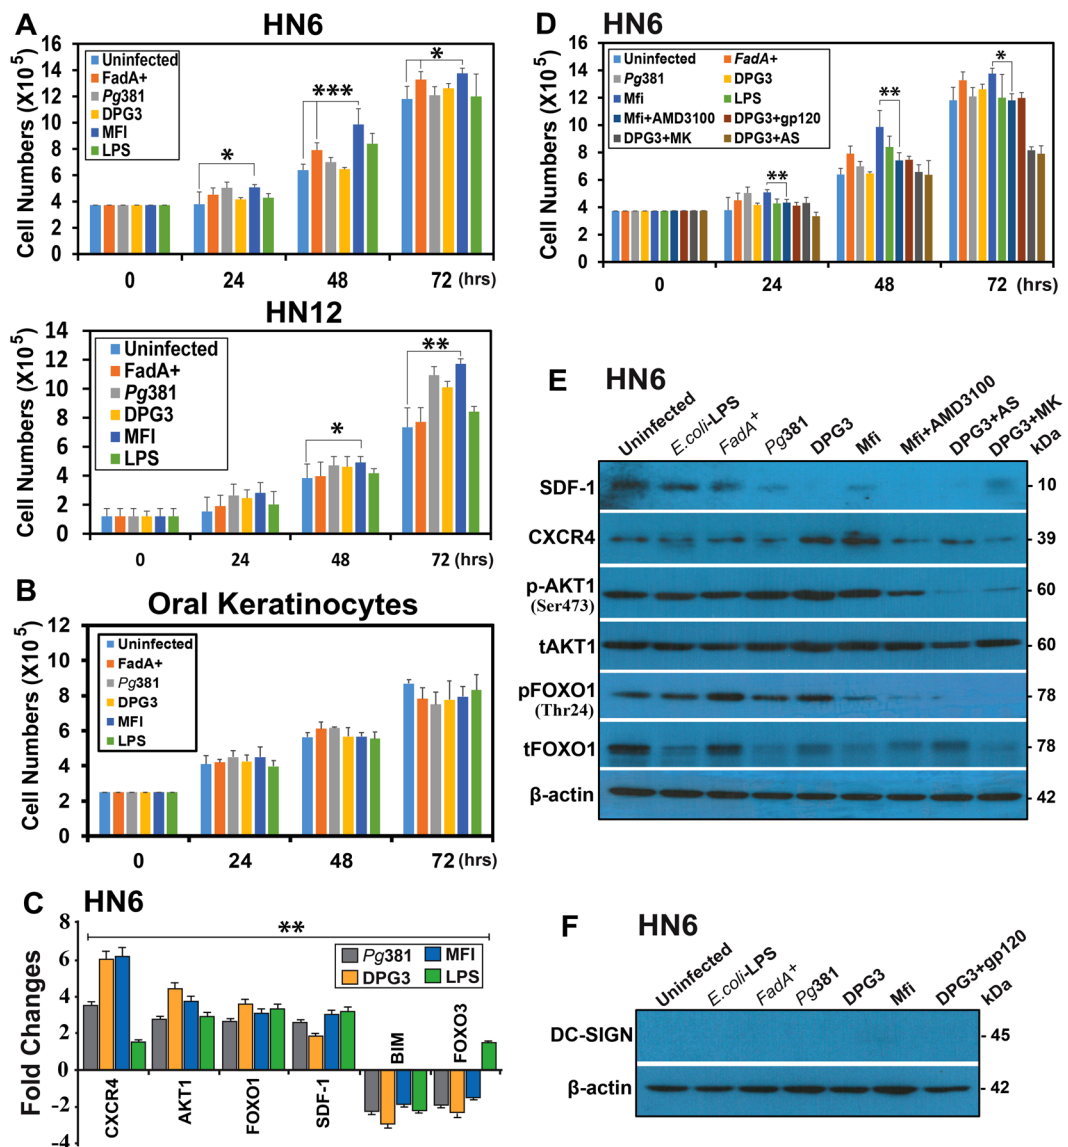 A
HN6
Cell Numbers (X10⁵)
16
14
12
10
8
6
4
2
0
Uninfected
FadA+
Pg381
DPG3
MFI
LPS
*
***
*
0
24
48
72 (hrs)
HN12
Cell Numbers (X10⁵)
14
12
10
8
6
4
2
0
Uninfected
FadA+
Pg381
DPG3
MFI
LPS
*
**
0
24
48
72 (hrs)
B
Oral Keratinocytes
Cell Numbers (X10⁵)
12
10
8
6
4
2
0
Uninfected
FadA+
Pg381
DPG3
MFI
LPS
0
24
48
72 (hrs)
C
HN6
Fold Changes
8
6
4
2
0
-2
-4
**
Pg381
MFI
DPG3
LPS
CXCR4
AKT1
FOXO1
SDF-1
BIM
FOXO3
D
HN6
Cell Numbers (X10⁵)
16
14
12
10
8
6
4
2
0
Uninfected
FadA+
Pg381
DPG3
Mfi
LPS
Mfi+AMD3100
DPG3+gp120
DPG3+MK
DPG3+AS
**
**
*
0
24
48
72 (hrs)
E
HN6
Uninfected
E.coli-LPS
FadA⁺
Pg381
DPG3
Mfi
Mfi+AMD3100
DPG3+AS
DPG3+MK
kDa
SDF-1
10
CXCR4
39
p-AKT1
(Ser473)
60
tAKT1
60
pFOXO1
(Thr24)
78
tFOXO1
78
β-actin
42
F
HN6
Uninfected
E.coli-LPS
FadA⁺
Pg381
DPG3
Mfi
DPG3+gp120
kDa
DC-SIGN
45
β-actin
42